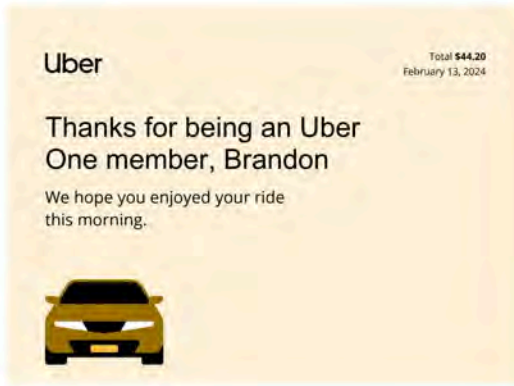 Uber
Total $44.20
February 13, 2024
Thanks for being an Uber
One member, Brandon
We hope you enjoyed your ride
this morning.